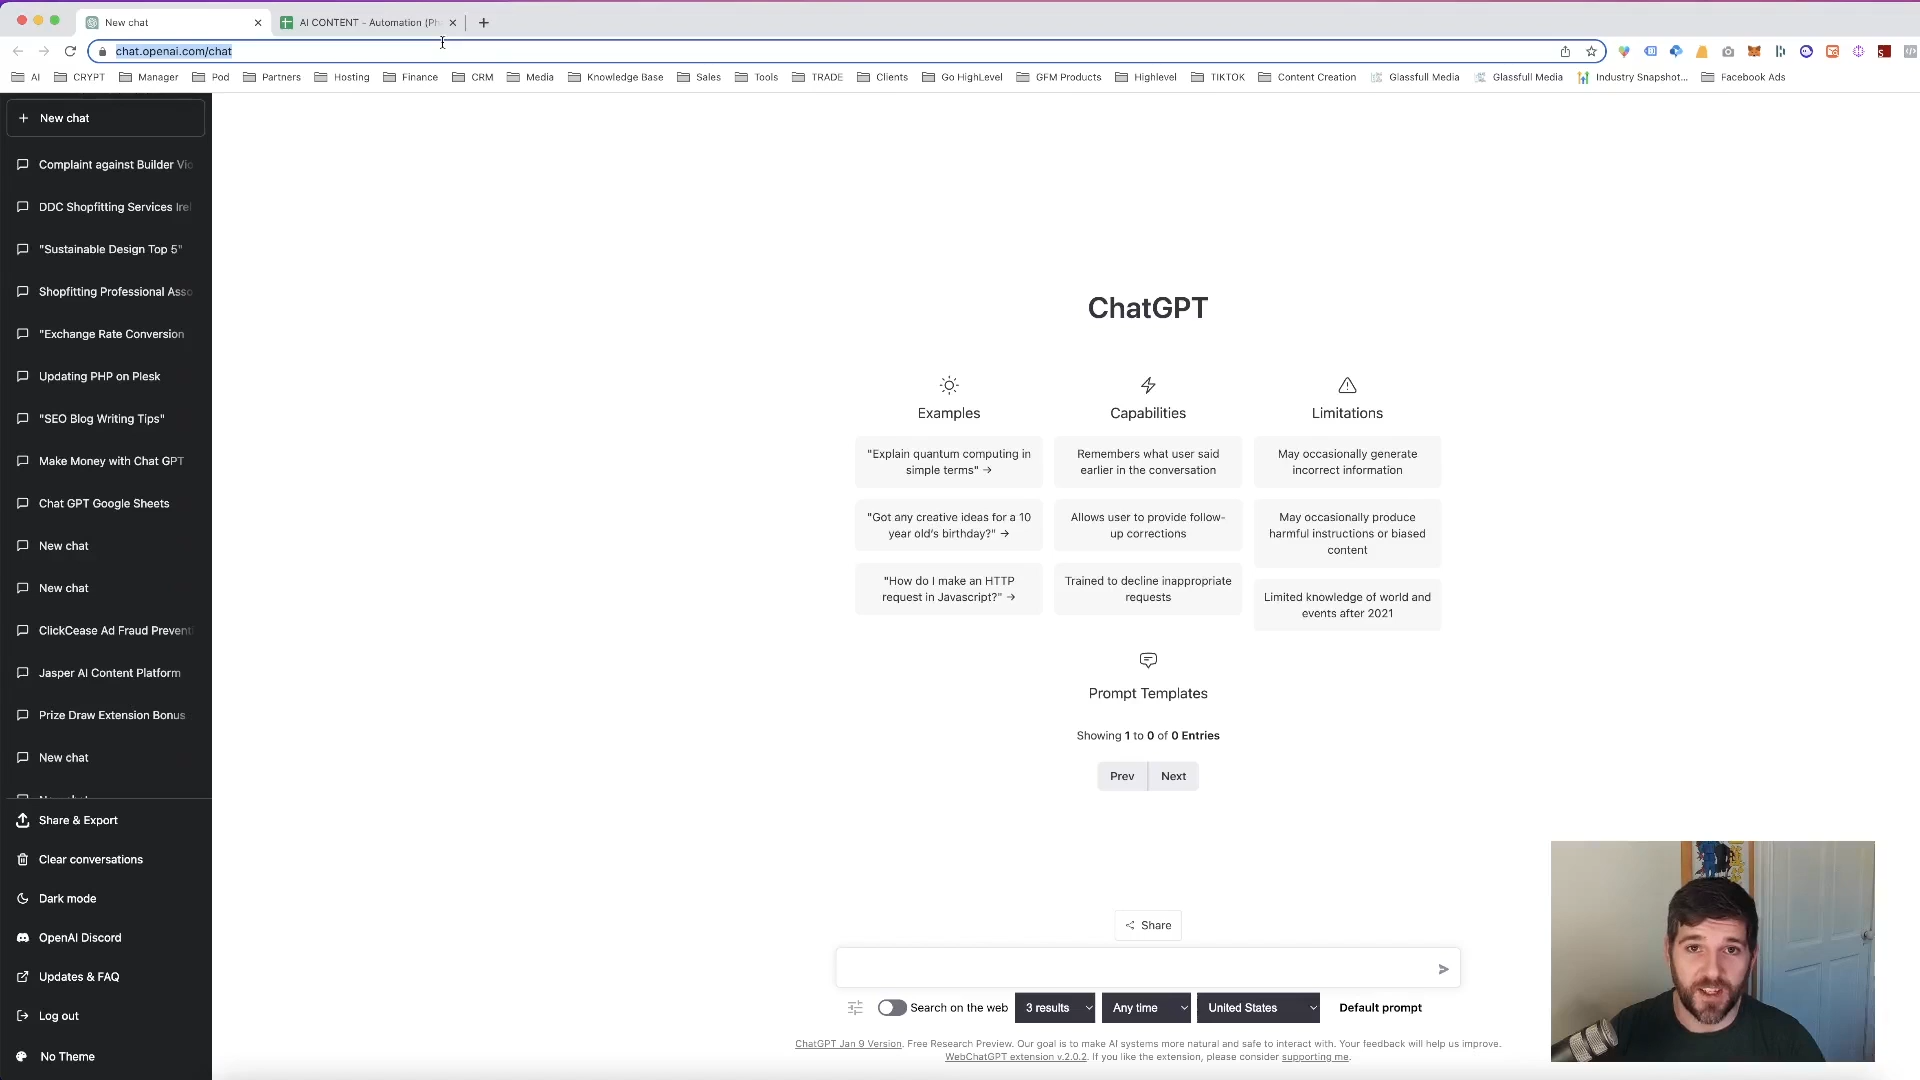 New chat
AI CONTENT - Automation (Ph
chat.openai.com/chat
AI
CRYPT
Manager
Pod
Partners
Hosting
Finance
CRM
Media
Knowledge Base
Sales
Tools
TRADE
Clients
Go HighLevel
GFM Products
Highlevel
TIKTOK
Content Creation
Glassfull Media
Glassfull Media
Industry Snapshot...
Facebook Ads
New chat
Complaint against Builder Vio
DDC Shopfitting Services Irel
"Sustainable Design Top 5"
Shopfitting Professional Asso
"Exchange Rate Conversion
Updating PHP on Plesk
"SEO Blog Writing Tips"
Make Money with Chat GPT
Chat GPT Google Sheets
New chat
New chat
ClickCease Ad Fraud Preventi
Jasper AI Content Platform
Prize Draw Extension Bonus
New chat
Share & Export
Clear conversations
Dark mode
OpenAI Discord
Updates & FAQ
Log out
No Theme
ChatGPT
Examples
"Explain quantum computing in
simple terms" →
"Got any creative ideas for a 10
year old's birthday?" →
"How do I make an HTTP
request in Javascript?" →
Capabilities
Remembers what user said
earlier in the conversation
Allows user to provide follow-
up corrections
Trained to decline inappropriate
requests
Limitations
May occasionally generate
incorrect information
May occasionally produce
harmful instructions or biased
content
Limited knowledge of world and
events after 2021
Prompt Templates
Showing 1 to 0 of 0 Entries
Prev
Next
Share
Search on the web
3 results
Any time
United States
Default prompt
ChatGPT Jan 9 Version. Free Research Preview. Our goal is to make AI systems more natural and safe to interact with. Your feedback will help us improve.
WebChatGPT extension v.2.0.2. If you like the extension, please consider supporting me.